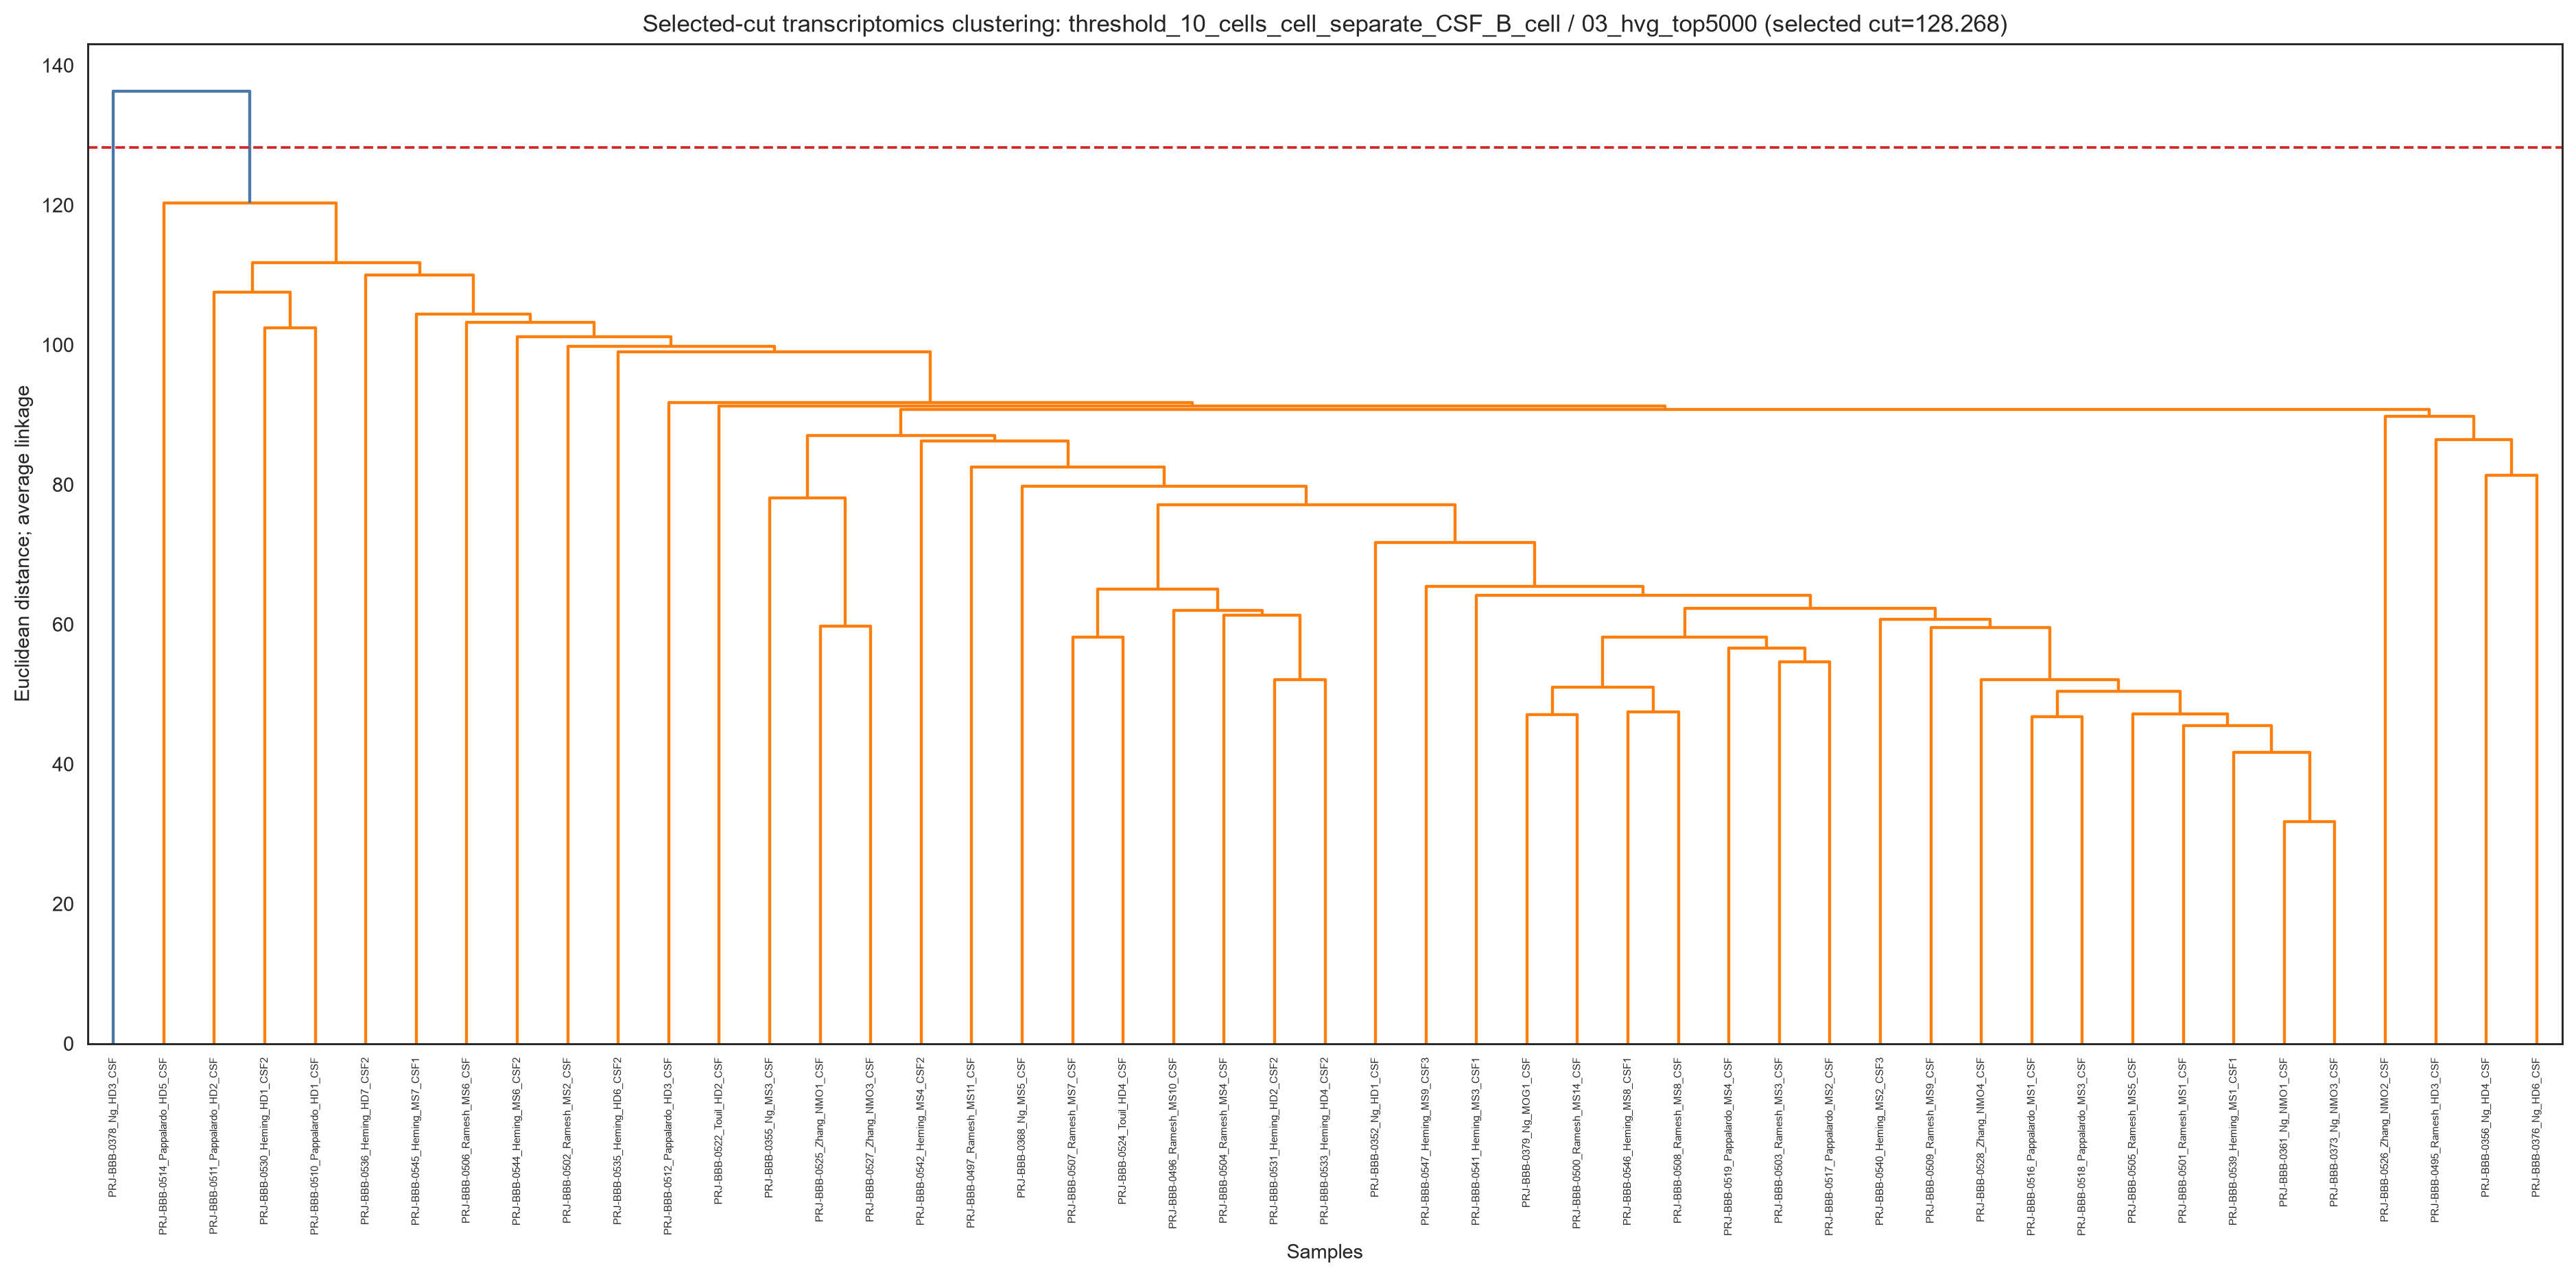 Selected-cut transcriptomics clustering: threshold_10_cells_cell_separate_CSF_B_cell / 03_hvg_top5000 (selected cut=128.268)
140
120
100
80
60
40
20
0
Euclidean distance; average linkage
PRJ-BBB-0378_Ng_HD3_CSF
PRJ-BBB-0514_Pappalardo_HD5_CSF
PRJ-BBB-0511_Pappalardo_HD2_CSF
PRJ-BBB-0530_Heming_HD1_CSF2
PRJ-BBB-0510_Pappalardo_HD1_CSF
PRJ-BBB-0536_Heming_HD7_CSF2
PRJ-BBB-0545_Heming_MS7_CSF1
PRJ-BBB-0506_Ramesh_MS6_CSF
PRJ-BBB-0544_Heming_MS6_CSF2
PRJ-BBB-0502_Ramesh_MS2_CSF
PRJ-BBB-0535_Heming_HD6_CSF2
PRJ-BBB-0512_Pappalardo_HD3_CSF
PRJ-BBB-0522_Touil_HD2_CSF
PRJ-BBB-0355_Ng_MS3_CSF
PRJ-BBB-0525_Zhang_NMO1_CSF
PRJ-BBB-0527_Zhang_NMO3_CSF
PRJ-BBB-0542_Heming_MS4_CSF2
PRJ-BBB-0497_Ramesh_MS11_CSF
PRJ-BBB-0368_Ng_MS5_CSF
PRJ-BBB-0507_Ramesh_MS7_CSF
PRJ-BBB-0524_Touil_HD4_CSF
PRJ-BBB-0496_Ramesh_MS10_CSF
PRJ-BBB-0504_Ramesh_MS4_CSF
PRJ-BBB-0531_Heming_HD2_CSF2
PRJ-BBB-0533_Heming_HD4_CSF2
PRJ-BBB-0352_Ng_HD1_CSF
PRJ-BBB-0547_Heming_MS9_CSF3
PRJ-BBB-0541_Heming_MS3_CSF1
PRJ-BBB-0379_Ng_MOG1_CSF
PRJ-BBB-0500_Ramesh_MS14_CSF
PRJ-BBB-0546_Heming_MS8_CSF1
PRJ-BBB-0508_Ramesh_MS8_CSF
PRJ-BBB-0519_Pappalardo_MS4_CSF
PRJ-BBB-0503_Ramesh_MS3_CSF
PRJ-BBB-0517_Pappalardo_MS2_CSF
PRJ-BBB-0540_Heming_MS2_CSF3
PRJ-BBB-0509_Ramesh_MS9_CSF
PRJ-BBB-0528_Zhang_NMO4_CSF
PRJ-BBB-0516_Pappalardo_MS1_CSF
PRJ-BBB-0518_Pappalardo_MS3_CSF
PRJ-BBB-0505_Ramesh_MS5_CSF
PRJ-BBB-0501_Ramesh_MS1_CSF
PRJ-BBB-0539_Heming_MS1_CSF1
PRJ-BBB-0361_Ng_NMO1_CSF
PRJ-BBB-0373_Ng_NMO3_CSF
PRJ-BBB-0526_Zhang_NMO2_CSF
PRJ-BBB-0495_Ramesh_HD3_CSF
PRJ-BBB-0356_Ng_HD4_CSF
PRJ-BBB-0376_Ng_HD6_CSF
Samples